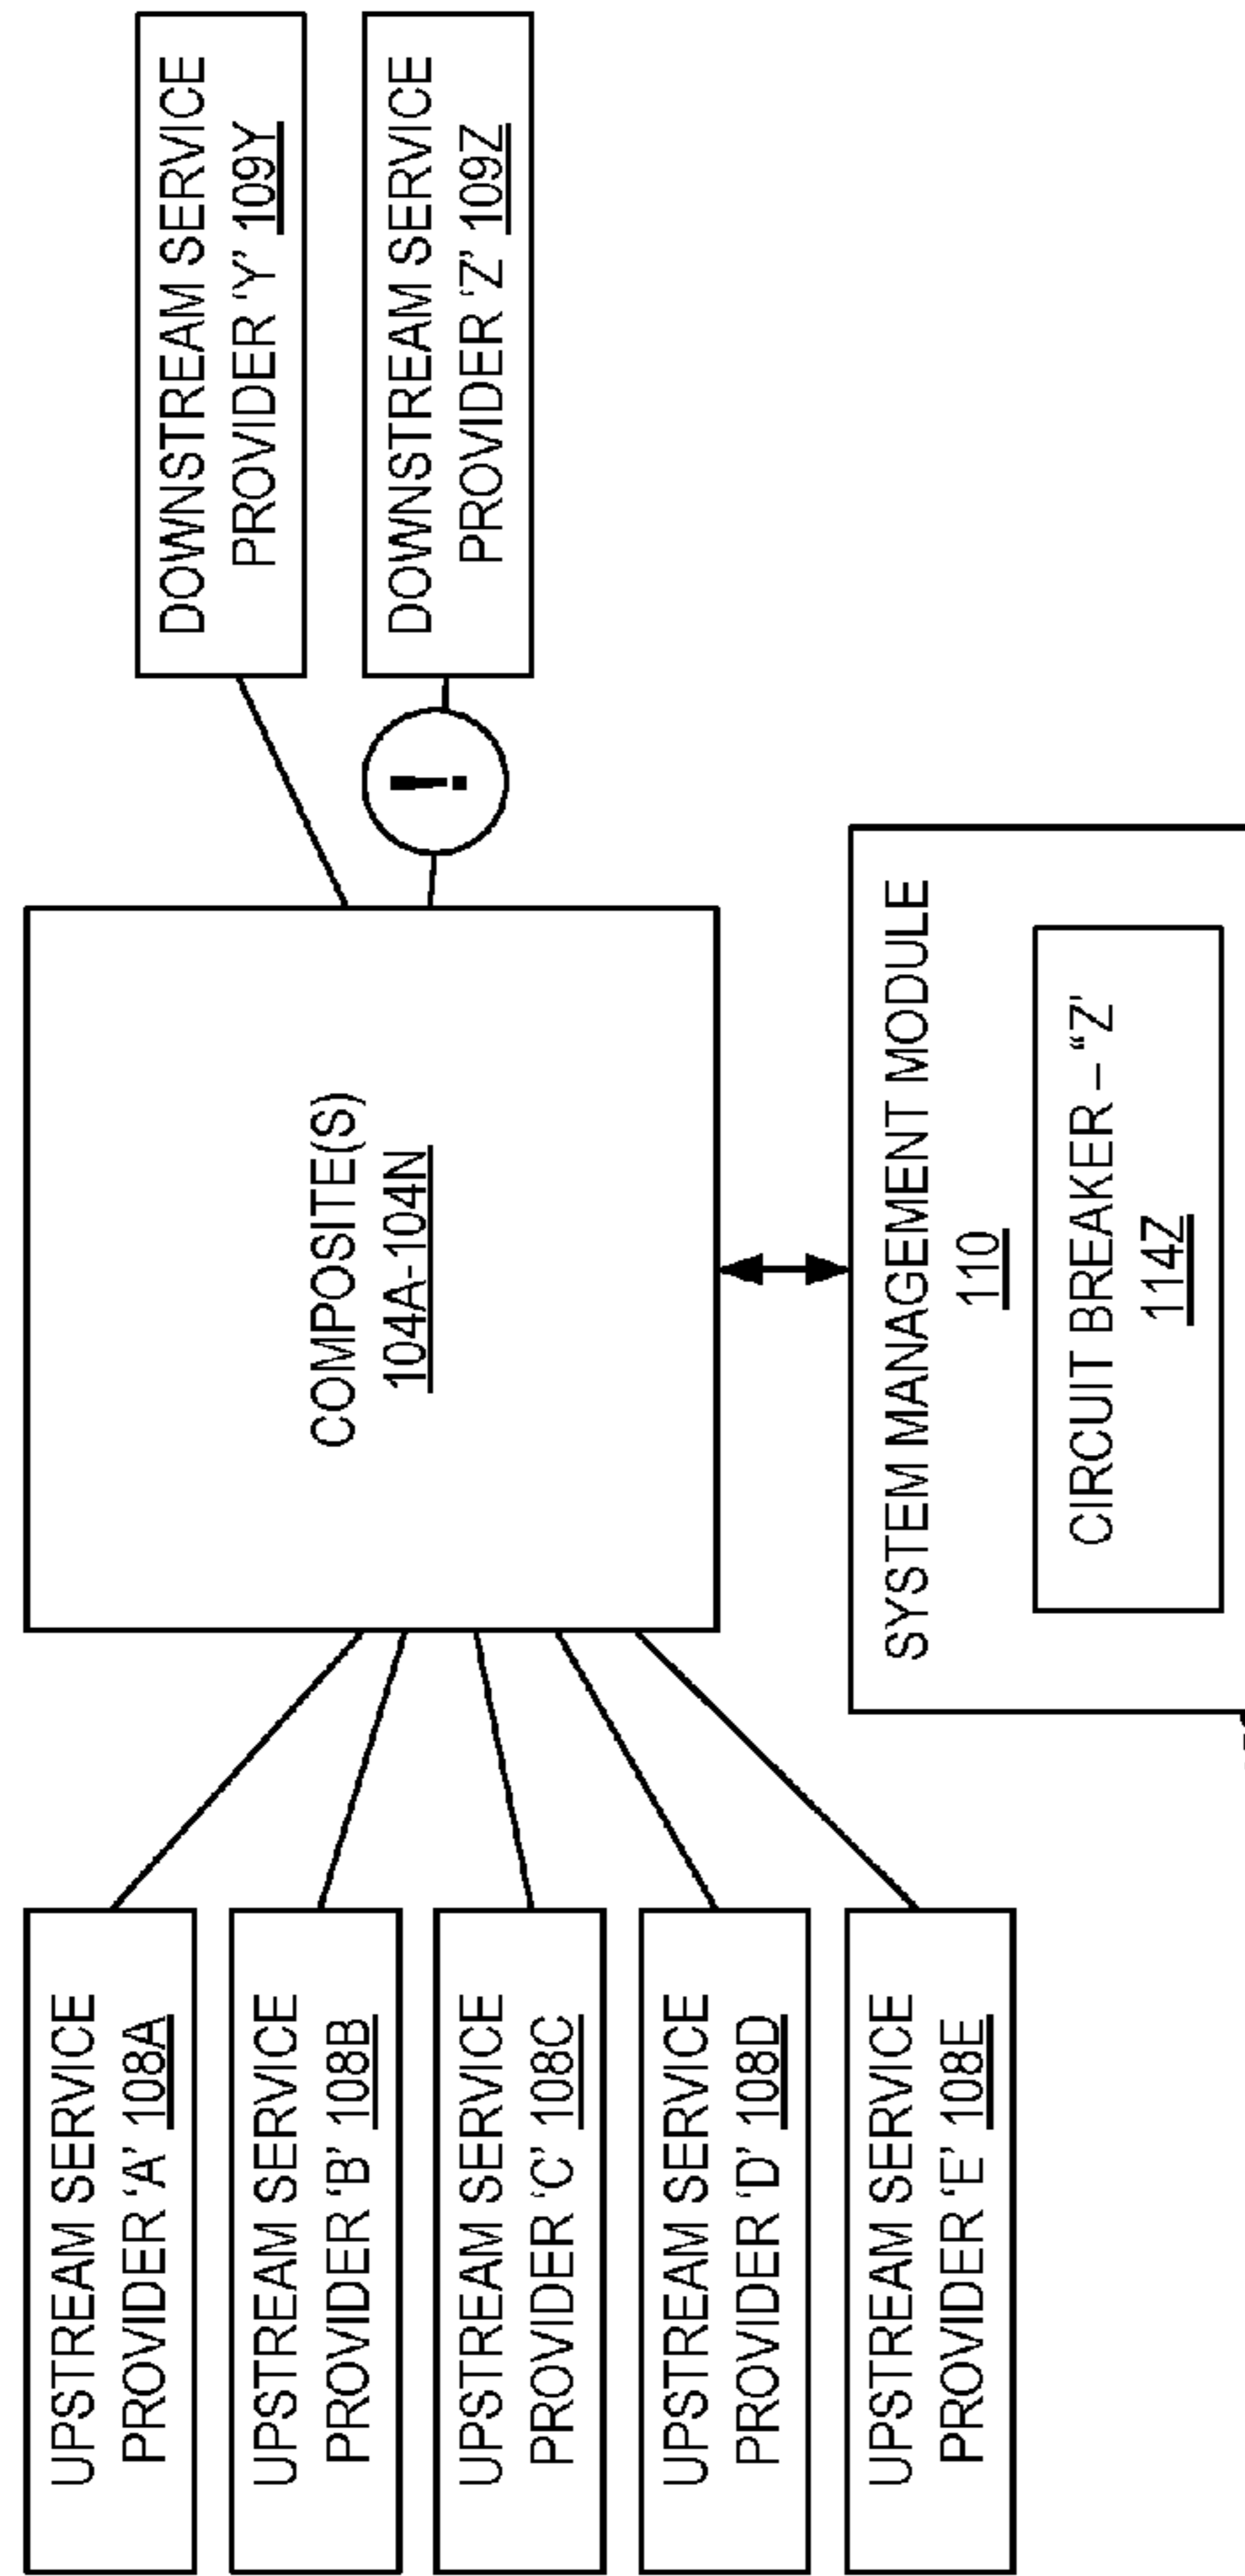 UPSTREAM SERVICE
PROVIDER ‘A’ 108A
UPSTREAM SERVICE
PROVIDER ‘B’ 108B
UPSTREAM SERVICE
PROVIDER ‘C’ 108C
UPSTREAM SERVICE
PROVIDER ‘D’ 108D
UPSTREAM SERVICE
PROVIDER ‘E’ 108E
COMPOSITE(S)
104A-104N
!
DOWNSTREAM SERVICE
PROVIDER ‘Y’ 109Y
DOWNSTREAM SERVICE
PROVIDER ‘Z’ 109Z
SYSTEM MANAGEMENT MODULE
110
CIRCUIT BREAKER – “Z’
114Z